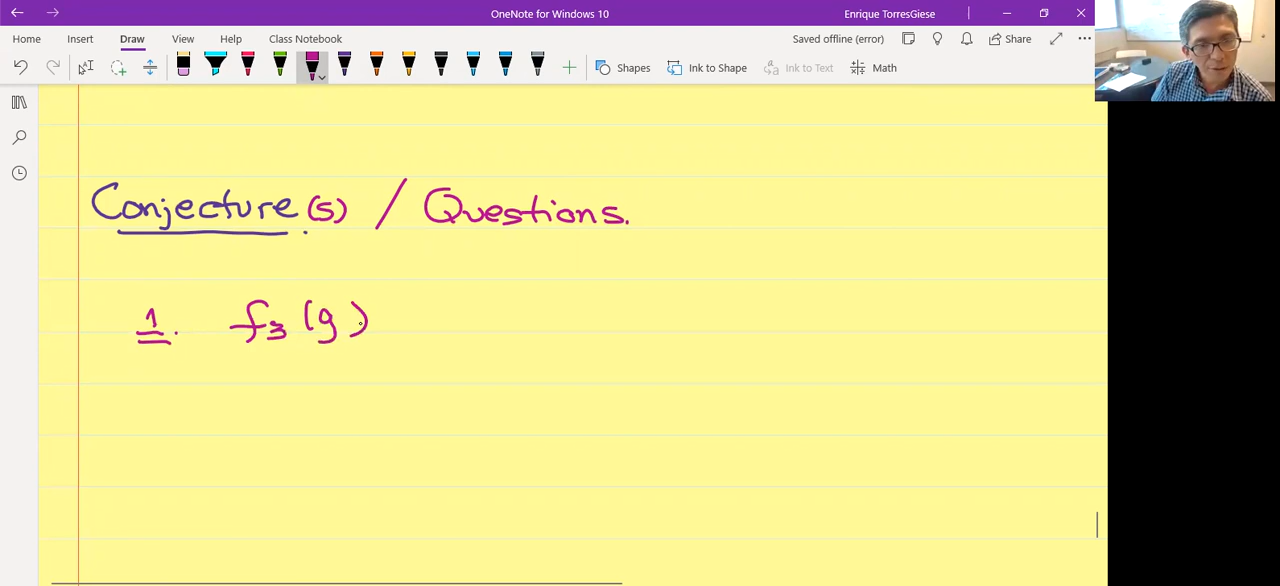 OneNote for Windows 10
Enrique TorresGiese
Home Insert Draw View Help Class Notebook
Saved offline (error) Share
Shapes Ink to Shape Ink to Text Math
Conjecture(s) / Questions.
1. f₃(g)